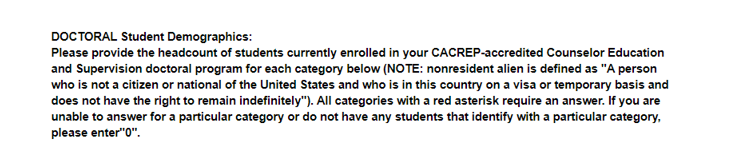 DOCTORAL Student Demographics:
Please provide the headcount of students currently enrolled in your CACREP-accredited Counselor Education
and Supervision doctoral program for each category below (NOTE: nonresident alien is defined as "A person
who is not a citizen or national of the United States and who is in this country on a visa or temporary basis and
does not have the right to remain indefinitely"). All categories with a red asterisk require an answer. If you are
unable to answer for a particular category or do not have any students that identify with a particular category,
please enter"0".